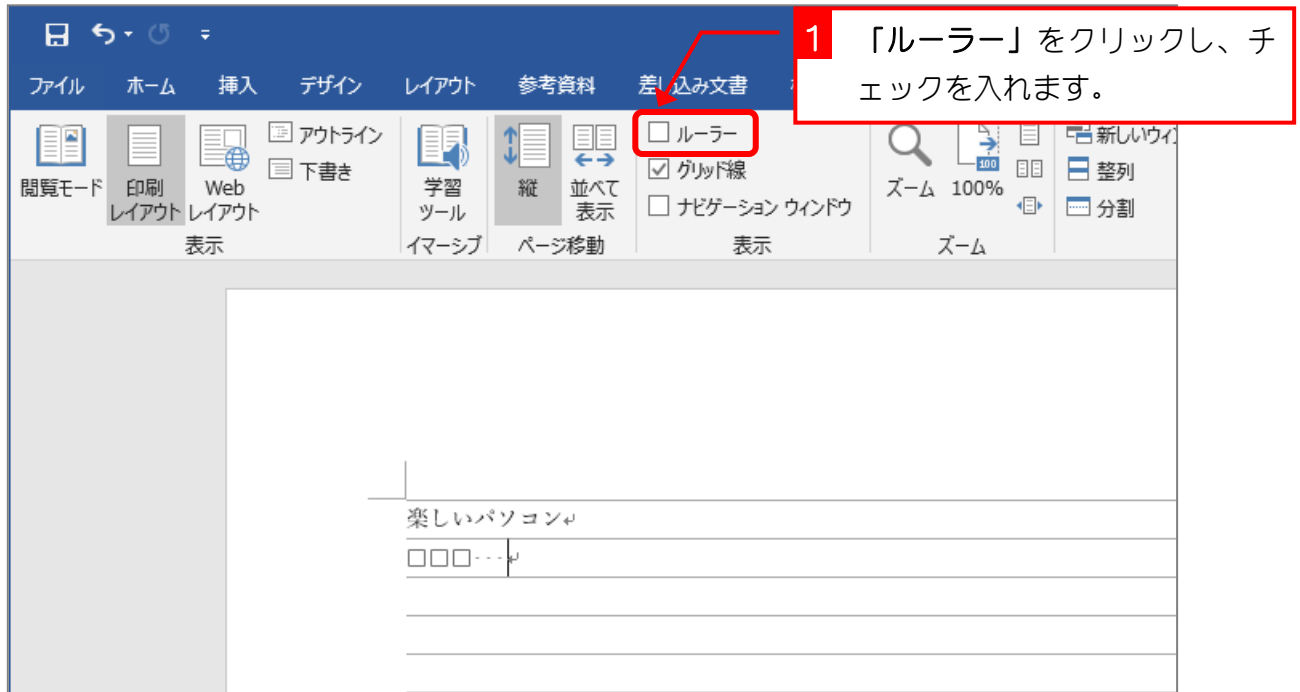 1 「ルーラー」をクリックし、チ
ェックを入れます。
ファイル ホーム 挿入 デザイン レイアウト 参考資料 差し込み文書
閲覧モード
印刷
レイアウト
Web
レイアウト
アウトライン
下書き
表示
学習
ツール
イマーシブ
縦
並べて
表示
ページ移動
ルーラー
グリッド線
ナビゲーション ウィンドウ
表示
ズーム
100
100%
ズーム
新しいウィ
整列
分割
楽しいパソコン↵
□□□···↵